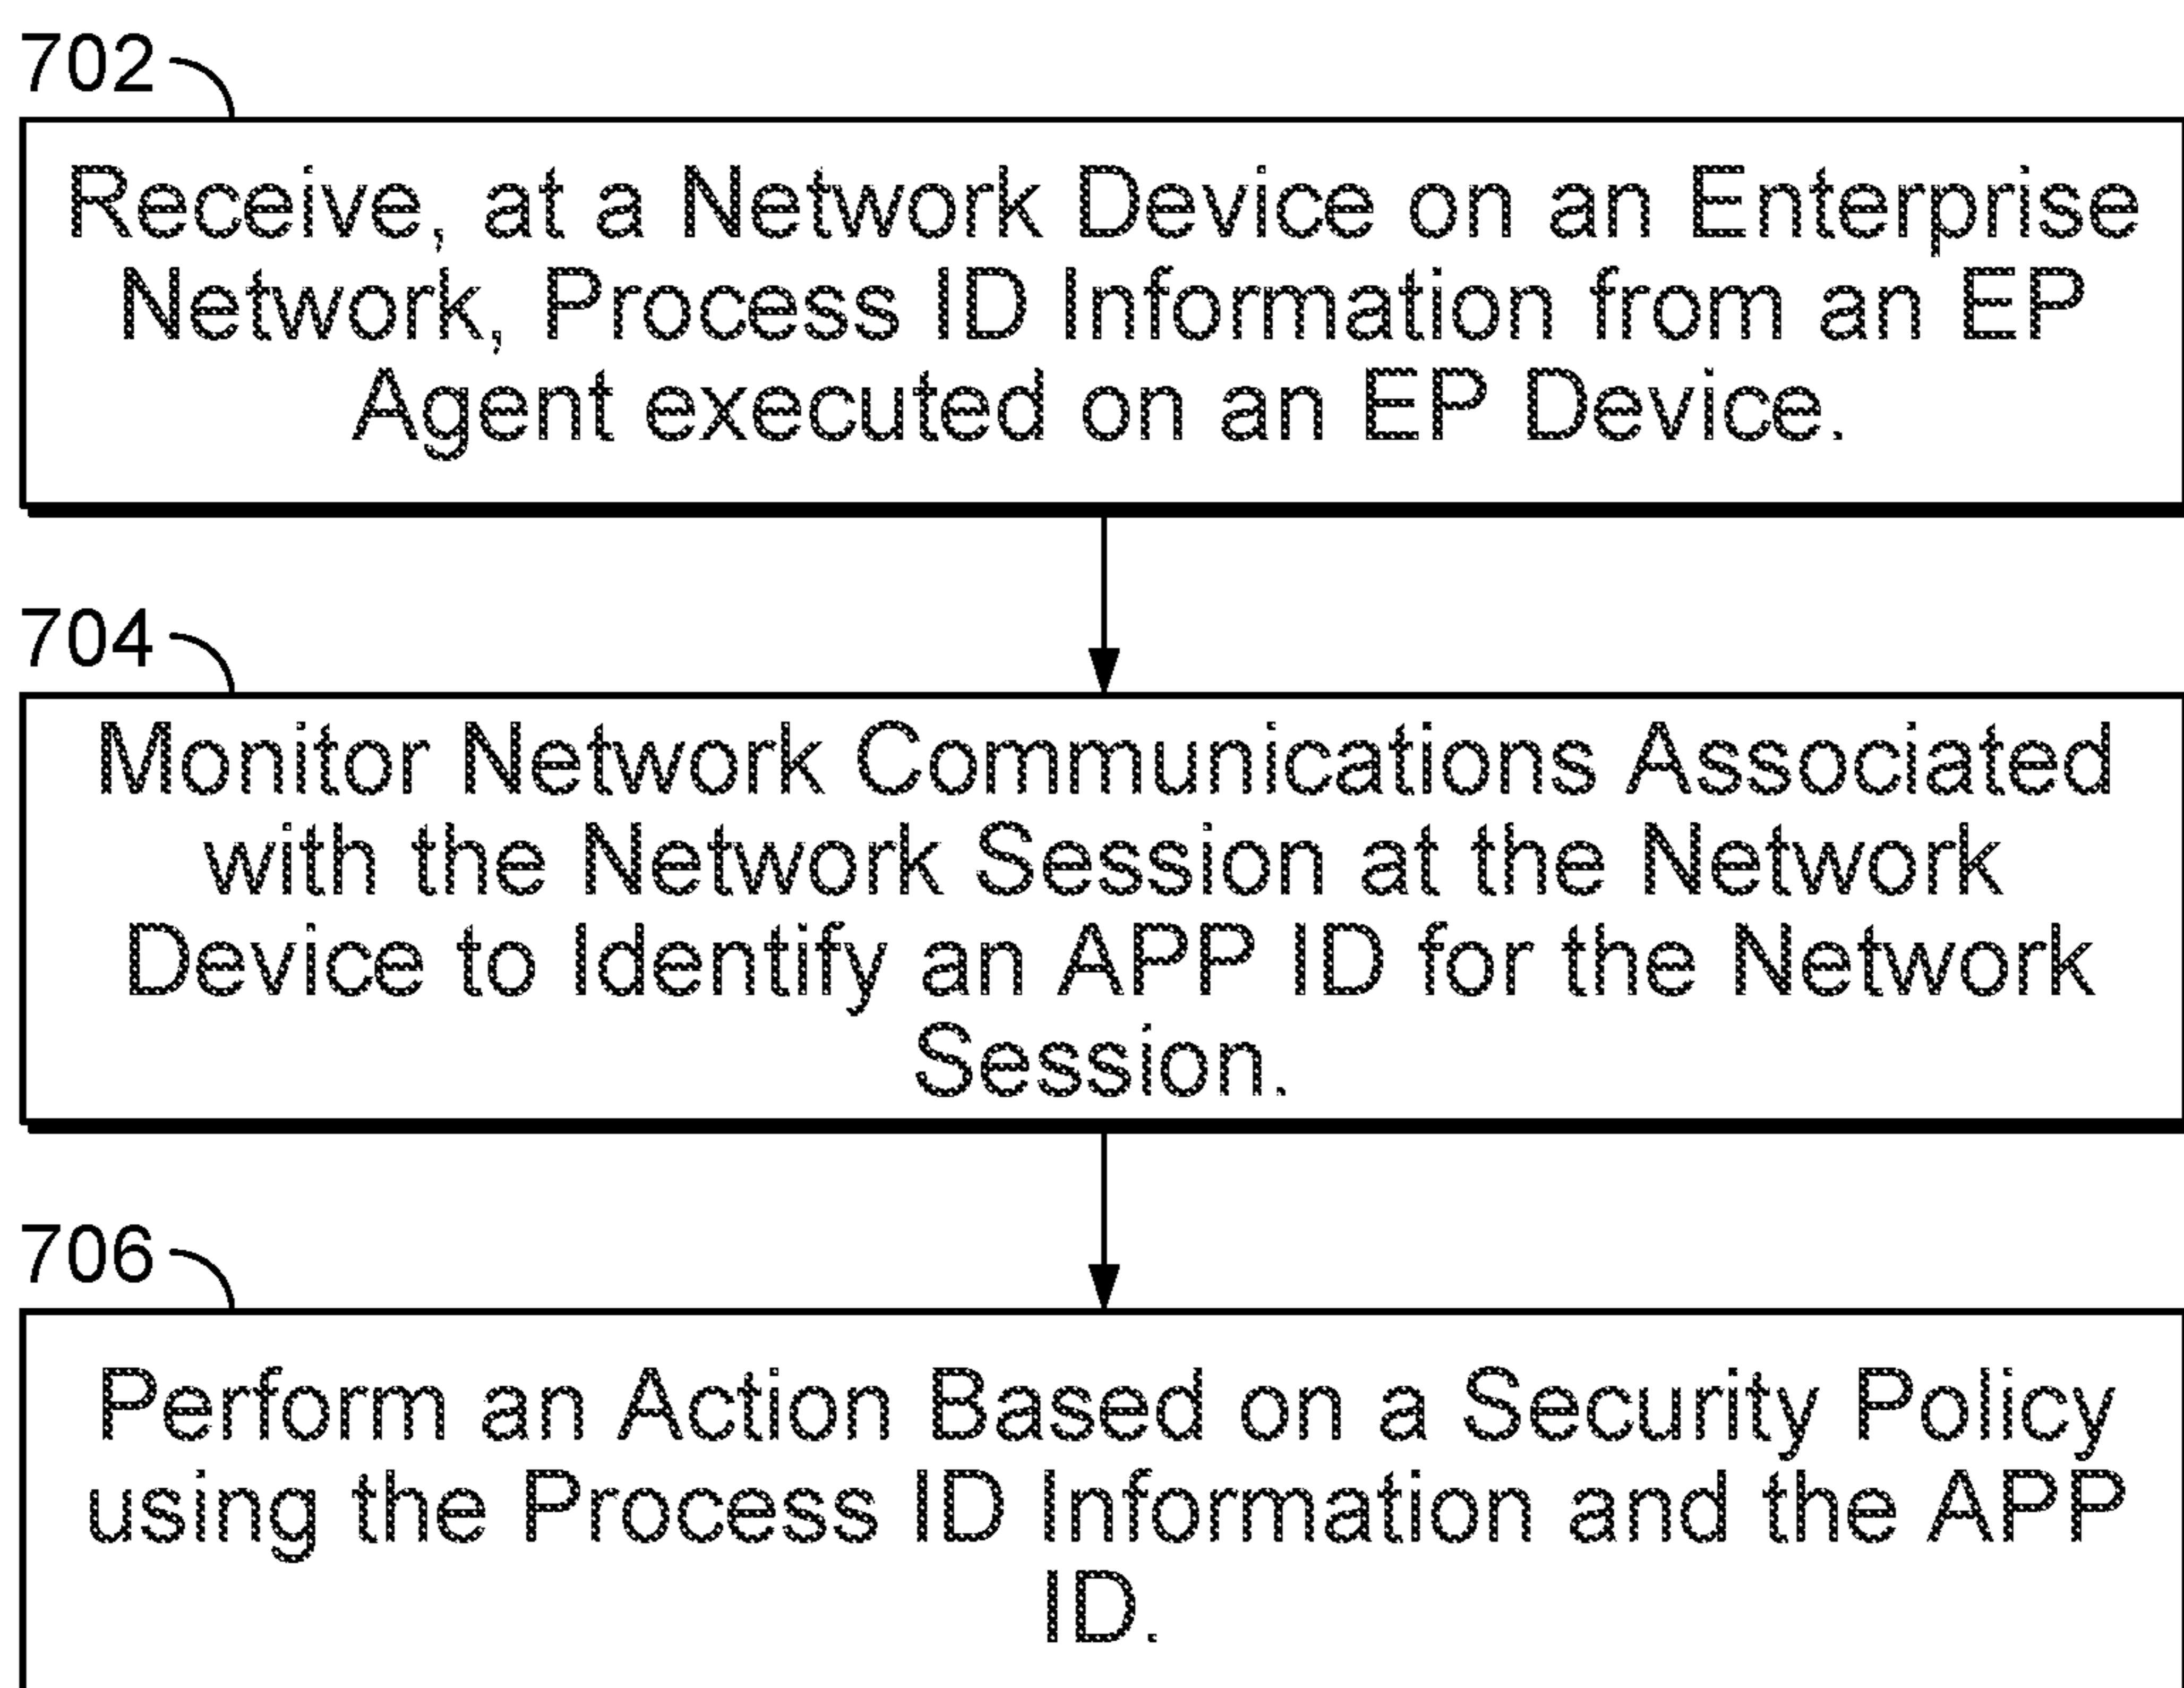 702
Receive, at a Network Device on an Enterprise
Network, Process ID Information from an EP
Agent executed on an EP Device.
704
Monitor Network Communications Associated
with the Network Session at the Network
Device to Identify an APP ID for the Network
Session.
706
Perform an Action Based on a Security Policy
using the Process ID Information and the APP
ID.